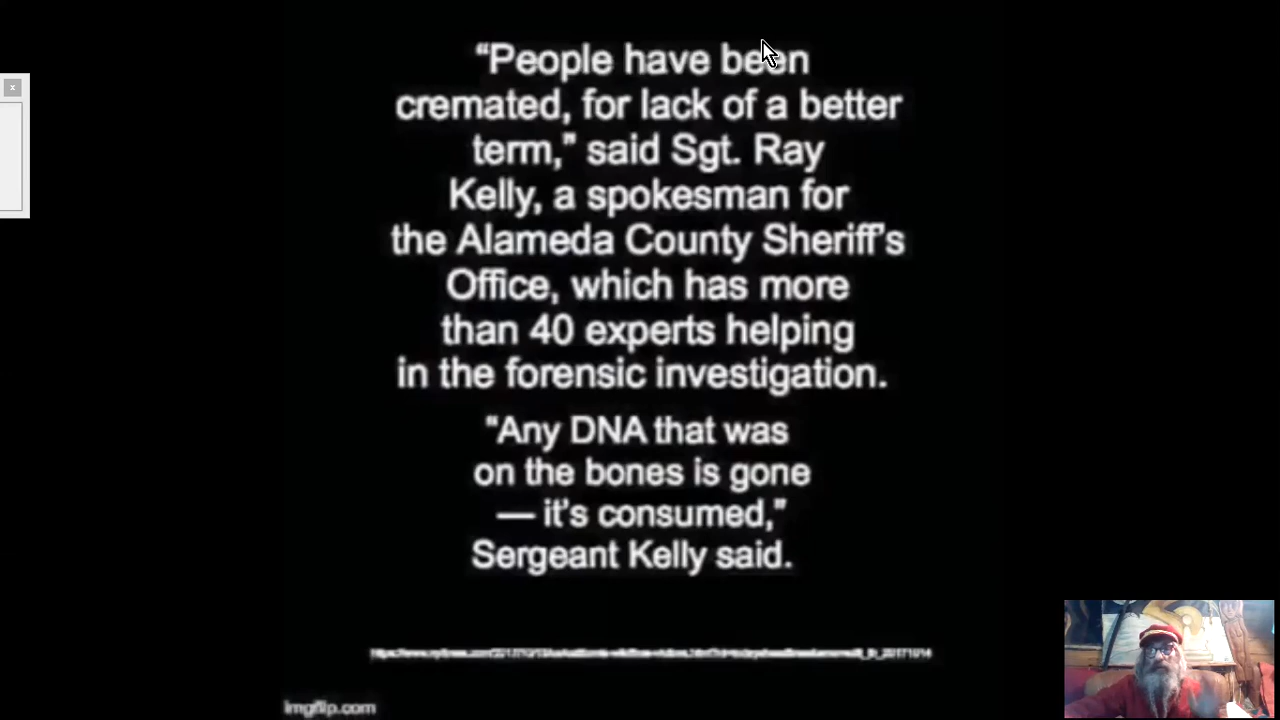 “People have been
cremated, for lack of a better
term,” said Sgt. Ray
Kelly, a spokesman for
the Alameda County Sheriff’s
Office, which has more
than 40 experts helping
in the forensic investigation.
“Any DNA that was
on the bones is gone
— it’s consumed,”
Sergeant Kelly said.
imgflip.com
x